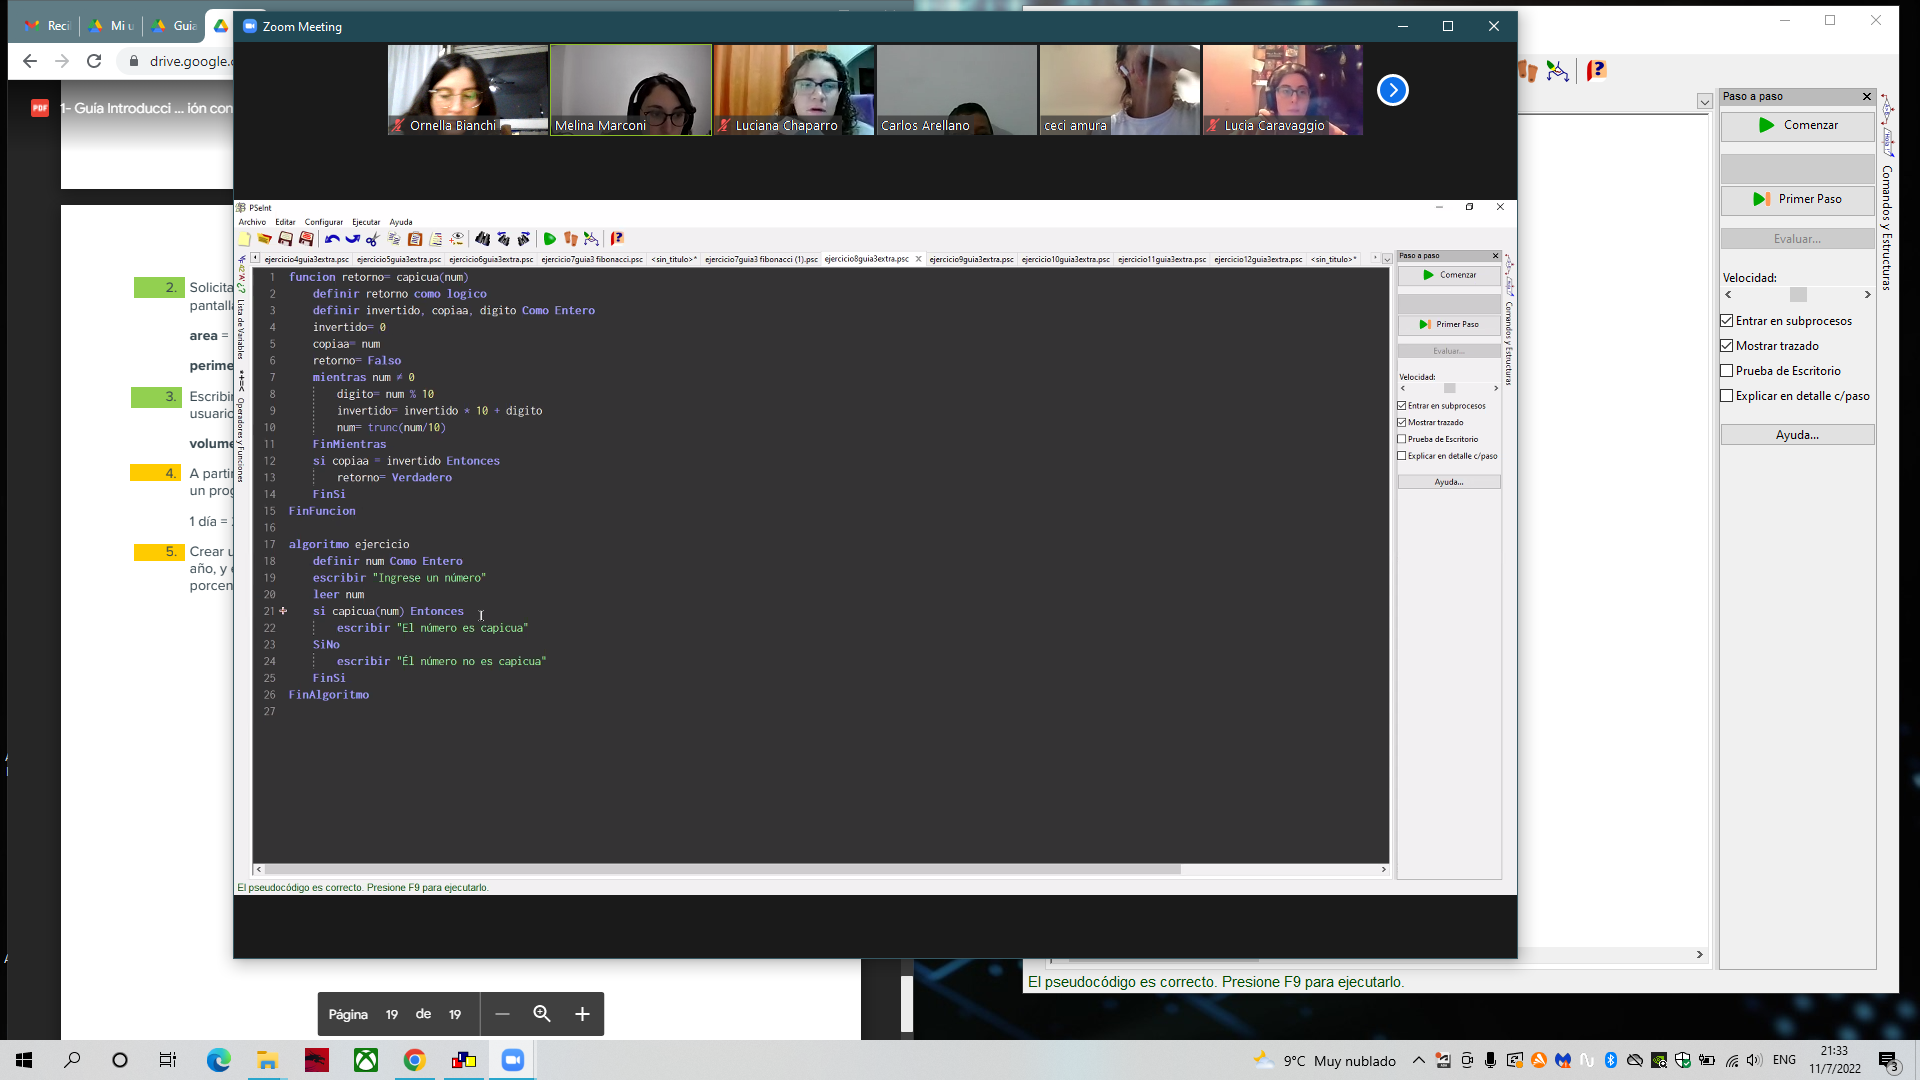 Reci
Mi u
Guia
drive.google.c
PDF
1- Guía Introducci ... ión con
2.
Solicita
pantalla
area =
perime
3.
Escribir
usuario
volume
4.
A partir
un prog
1 día =
5.
Crear u
año, y e
porcen
Página 19 de 19
Zoom Meeting
Ornella Bianchi
Melina Marconi
Luciana Chaparro
Carlos Arellano
ceci amura
Lucia Caravaggio
PSeInt
Archivo Editar Configurar Ejecutar Ayuda
ejercicio4guia3extra.psc ejercicio5guia3extra.psc ejercicio6guia3extra.psc ejercicio7guia3 fibonacci.psc <sin_titulo>* ejercicio7guia3 fibonacci (1).psc ejercicio8guia3extra.psc ejercicio9guia3extra.psc ejercicio10guia3extra.psc ejercicio11guia3extra.psc ejercicio12guia3extra.psc <sin_titulo>*
Lista de Variables
Operadores y Funciones
1 funcion retorno= capicua(num)
2 definir retorno como logico
3 definir invertido, copiaa, digito Como Entero
4 invertido= 0
5 copiaa= num
6 retorno= Falso
7 mientras num ≠ 0
8 digito= num % 10
9 invertido= invertido * 10 + digito
10 num= trunc(num/10)
11 FinMientras
12 si copiaa = invertido Entonces
13 retorno= Verdadero
14 FinSi
15 FinFuncion
16
17 algoritmo ejercicio
18 definir num Como Entero
19 escribir "Ingrese un número"
20 leer num
21 si capicua(num) Entonces
22 escribir "El número es capicua"
23 SiNo
24 escribir "Él número no es capicua"
25 FinSi
26 FinAlgoritmo
27
El pseudocódigo es correcto. Presione F9 para ejecutarlo.
Paso a paso
Comenzar
Primer Paso
Evaluar...
Velocidad:
Entrar en subprocesos
Mostrar trazado
Prueba de Escritorio
Explicar en detalle c/paso
Ayuda...
Comandos y Estructuras
Paso a paso
Comenzar
Primer Paso
Evaluar...
Velocidad:
Entrar en subprocesos
Mostrar trazado
Prueba de Escritorio
Explicar en detalle c/paso
Ayuda...
Comandos y Estructuras
El pseudocódigo es correcto. Presione F9 para ejecutarlo.
9°C Muy nublado
ENG
21:33
11/7/2022
3